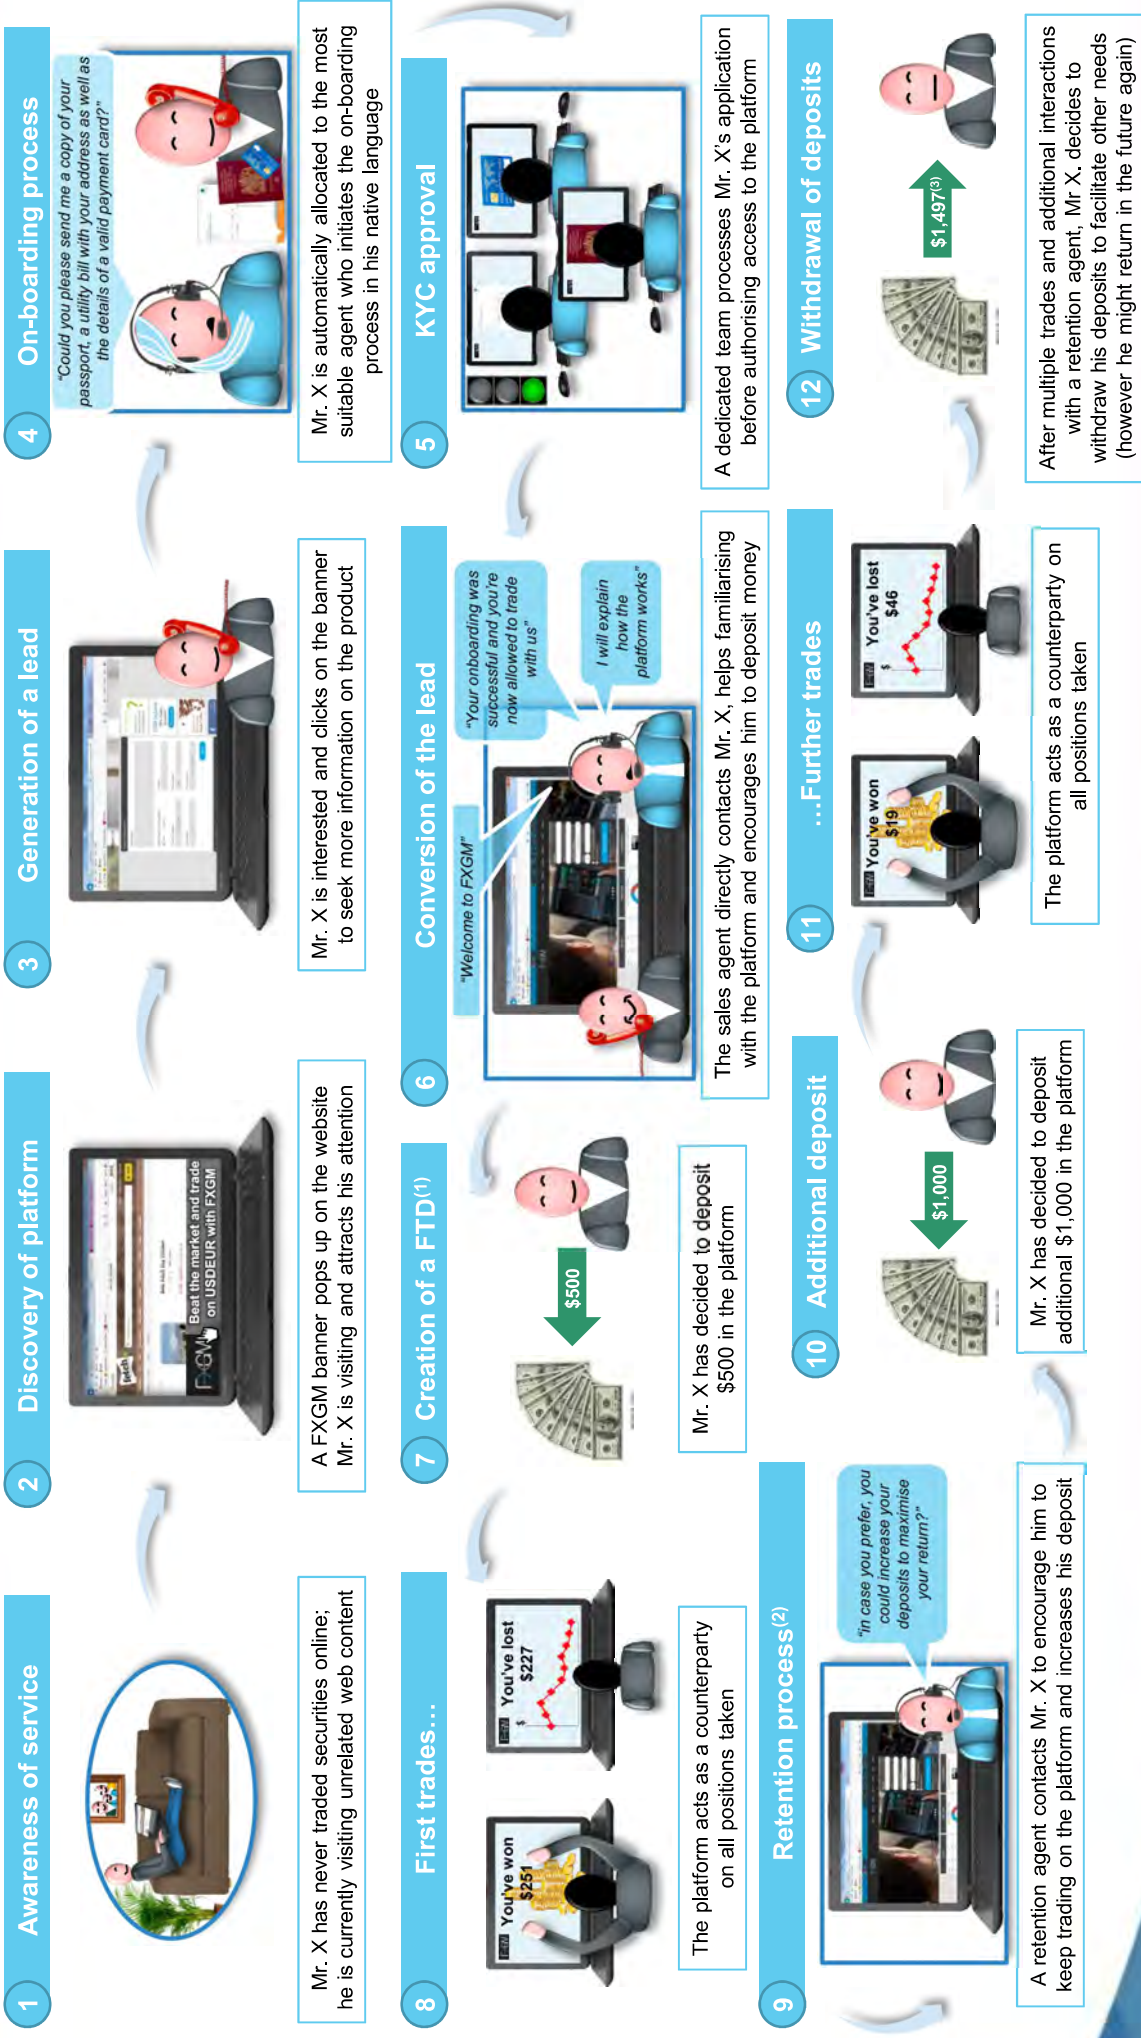 1
Awareness of service
Mr. X has never traded securities online;
he is currently visiting unrelated web content
2
Discovery of platform
Beat the market and trade
on USDEUR with FXGM
FXGM
A FXGM banner pops up on the website
Mr. X is visiting and attracts his attention
3
Generation of a lead
Mr. X is interested and clicks on the banner
to seek more information on the product
4
On-boarding process
"Could you please send me a copy of your
passport, a utility bill with your address as well as
the details of a valid payment card?"
Mr. X is automatically allocated to the most
suitable agent who initiates the on-boarding
process in his native language
5
KYC approval
A dedicated team processes Mr. X's application
before authorising access to the platform
6
Conversion of the lead
"Welcome to FXGM"
"Your onboarding was
successful and you're
now allowed to trade
with us"
I will explain
how the
platform works"
The sales agent directly contacts Mr. X, helps familiarising
with the platform and encourages him to deposit money
7
Creation of a FTD(1)
$500
Mr. X has decided to deposit
$500 in the platform
8
First trades…
FXGM
You've won
$251
FXGM
You've lost
$227
$
The platform acts as a counterparty
on all positions taken
9
Retention process(2)
"in case you prefer, you
could increase your
deposits to maximise
your return?"
A retention agent contacts Mr. X to encourage him to
keep trading on the platform and increases his deposit
10
Additional deposit
$1,000
Mr. X has decided to deposit
additional $1,000 in the platform
11
…Further trades
FXGM
You've won
$19
FXGM
You've lost
$46
$
The platform acts as a counterparty on
all positions taken
12
Withdrawal of deposits
$1,497(3)
After multiple trades and additional interactions
with a retention agent, Mr X. decides to
withdraw his deposits to facilitate other needs
(however he might return in the future again)